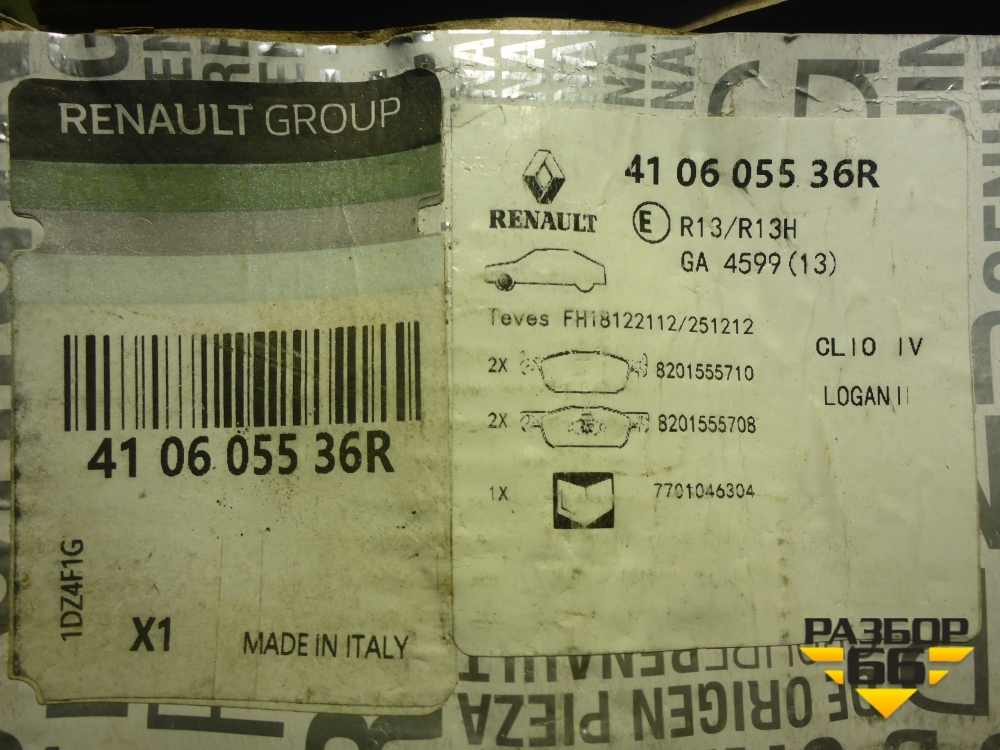 RENAULT GROUP
41 06 055 36R
1DZ4F1G
X1
MADE IN ITALY
RENAULT
41 06 055 36R
E R13/R13H
GA 4599(13)
Teves FH18122112/251212
2X 8201555710
2X 8201555708
1X 7701046304
CLIO IV
LOGAN II
РАЗБОР
66
DE ORIGEN PIEZA